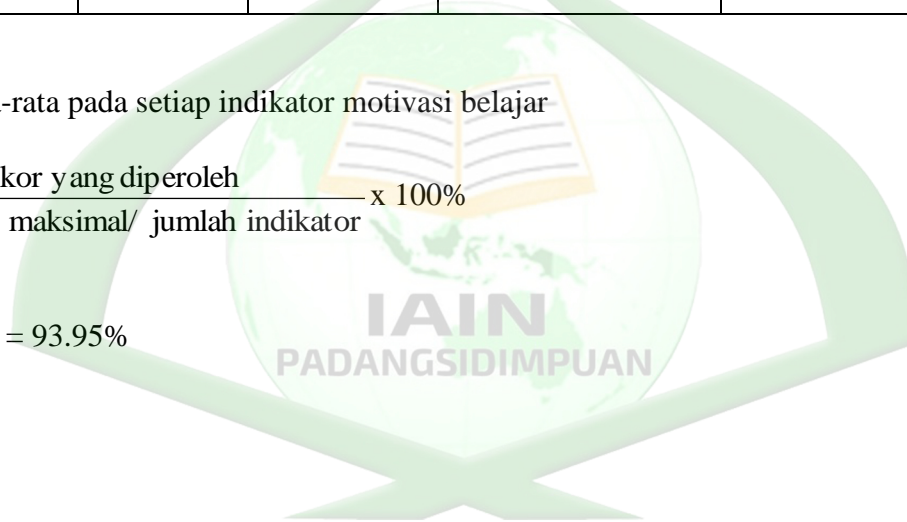 -rata pada setiap indikator motivasi belajar
kor yang diperoleh
x 100%
maksimal/ jumlah indikator
= 93.95%
IAIN
PADANGSIDIMPUAN